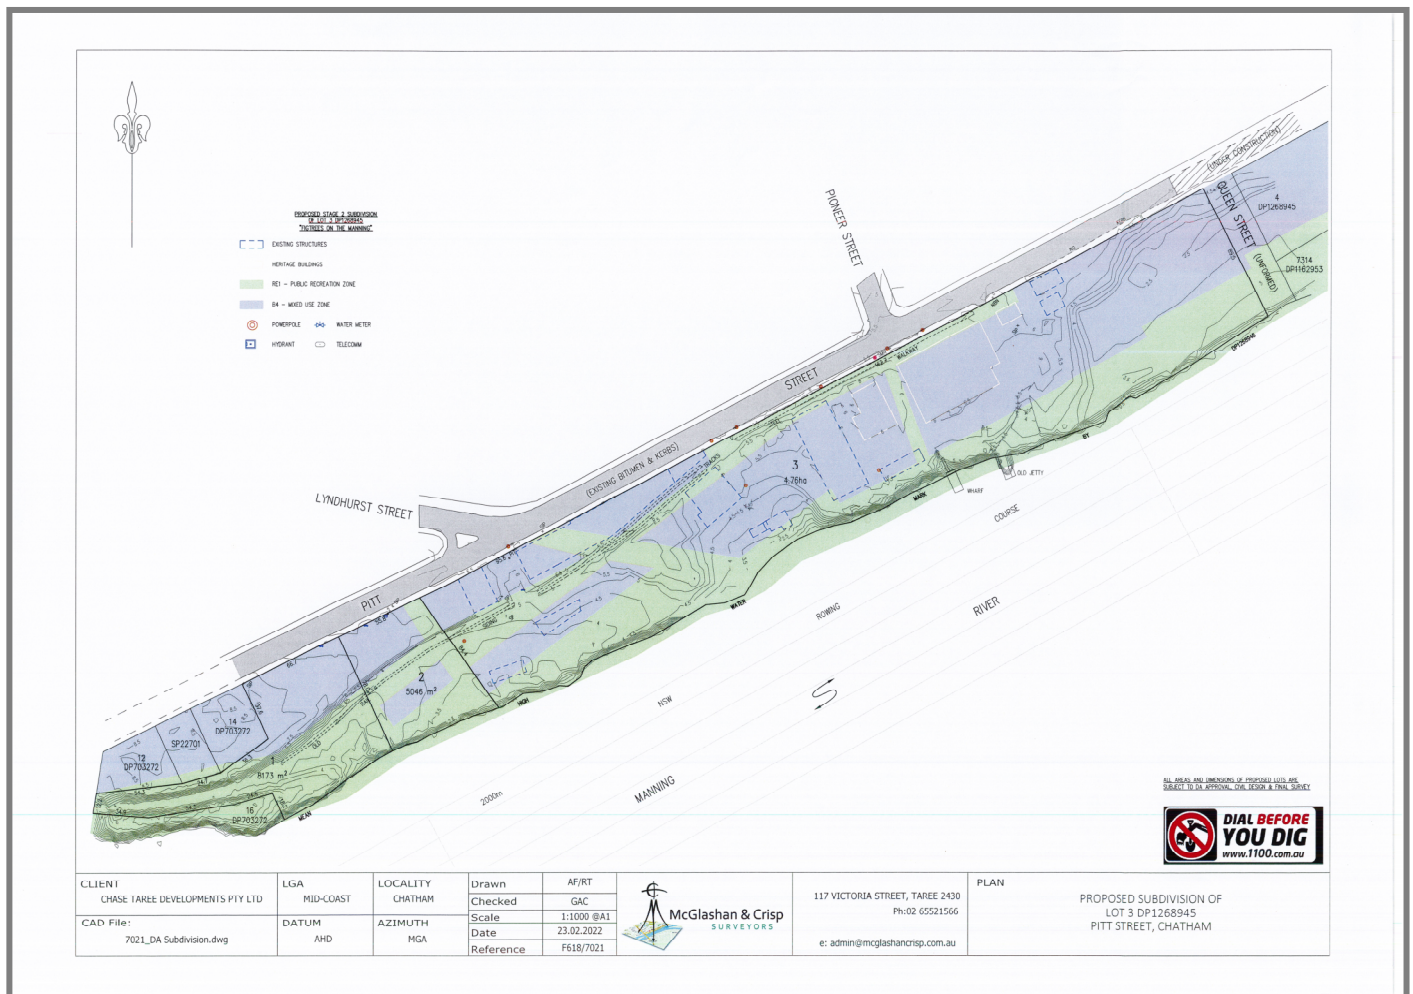 PROPOSED STAGE 2 SUBDIVISION
OF LOT 3 DP1268945
"FIGTREES ON THE MANNING"
EXISTING STRUCTURES
HERITAGE BUILDINGS
RE1 - PUBLIC RECREATION ZONE
B4 - MIXED USE ZONE
POWERPOLE
WATER METER
HYDRANT
TELECOMM
(UNDER CONSTRUCTION)
QUEEN STREET
(UNFORMED)
4
DP1268945
7314
DP1162953
PIONEER STREET
WALKWAY
STREET
(EXISTING BITUMEN & KERBS)
LYNDHURST STREET
PITT
TRACKS
3
4.76ha
DP1268945
BY
OLD JETTY
WHARF
MARK
COURSE
WATER
ROWING
RIVER
2
5046 m²
HIGH
NSW
14
DP703272
SP22701
12
DP703272
1
8173 m²
16
DP703272
MEAN
2000m
MANNING
ALL AREAS AND DIMENSIONS OF PROPOSED LOTS ARE
SUBJECT TO DA APPROVAL, CIVIL DESIGN & FINAL SURVEY
DIAL BEFORE
YOU DIG
www.1100.com.au
CLIENT
CHASE TAREE DEVELOPMENTS PTY LTD
CAD File:
7021_DA Subdivision.dwg
LGA
MID-COAST
DATUM
AHD
LOCALITY
CHATHAM
AZIMUTH
MGA
Drawn
AF/RT
Checked
GAC
Scale
1:1000 @A1
Date
23.02.2022
Reference
F618/7021
McGlashan & Crisp
SURVEYORS
117 VICTORIA STREET, TAREE 2430
Ph:02 65521566
e: admin@mcglashancrisp.com.au
PLAN
PROPOSED SUBDIVISION OF
LOT 3 DP1268945
PITT STREET, CHATHAM